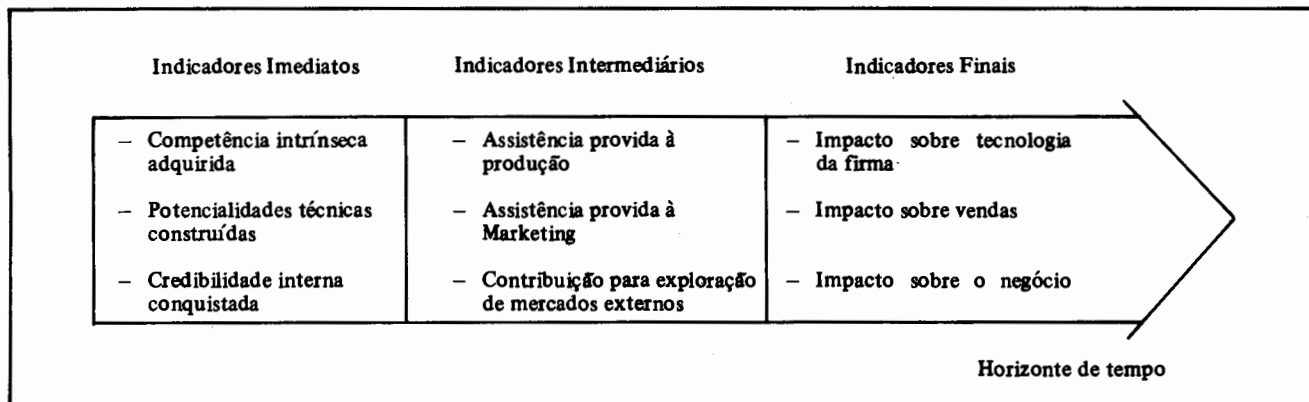 Indicadores Imediatos
Indicadores Intermediários
Indicadores Finais
– Competência intrínseca
adquirida
– Potencialidades técnicas
construídas
– Credibilidade interna
conquistada
– Assistência provida à
produção
– Assistência provida à
Marketing
– Contribuição para exploração
de mercados externos
– Impacto sobre tecnologia
da firma
– Impacto sobre vendas
– Impacto sobre o negócio
Horizonte de tempo